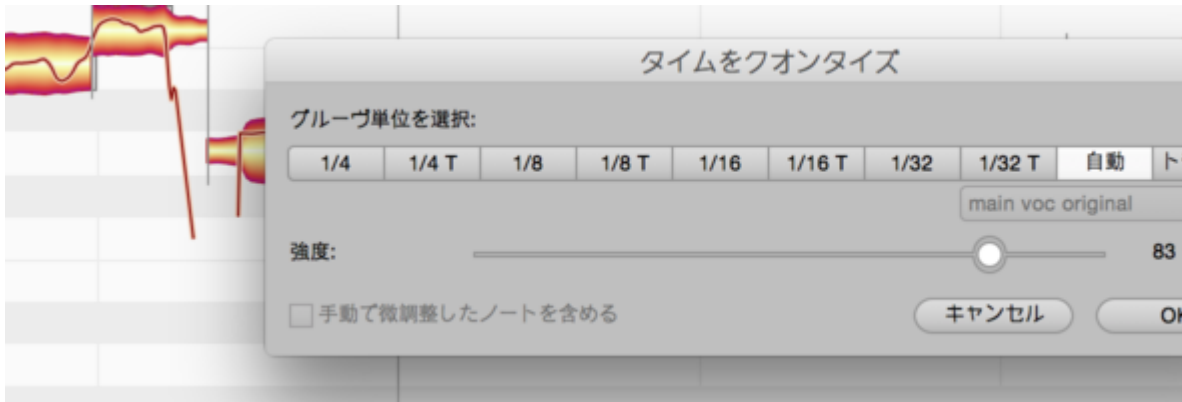 タイムをクオンタイズ
グルーヴ単位を選択:
1/4 1/4 T 1/8 1/8 T 1/16 1/16 T 1/32 1/32 T 自動 ト
main voc original
強度: 83
手動で微調整したノートを含める キャンセル OK